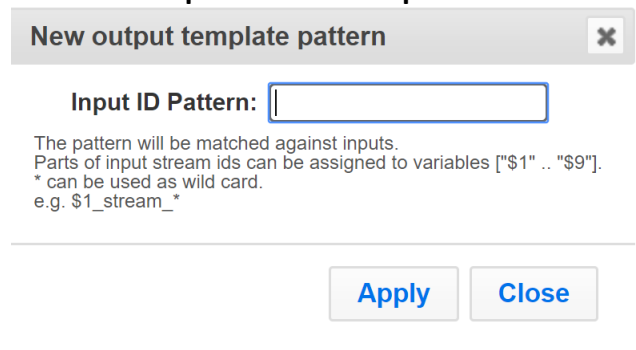 New output template pattern
Input ID Pattern:
The pattern will be matched against inputs.
Parts of input stream ids can be assigned to variables ["$1" .. "$9"].
* can be used as wild card.
e.g. $1_stream_*
Apply Close